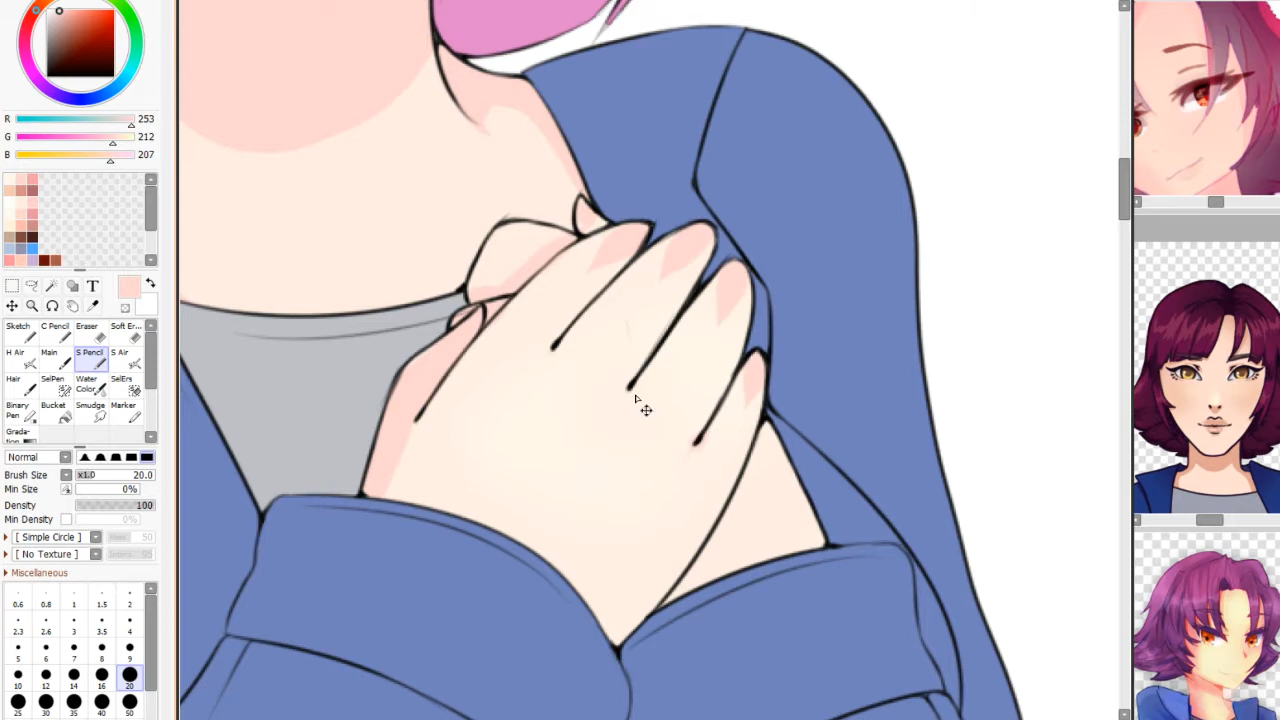 R 253
G 212
B 207
T
Sketch C Pencil Eraser Soft Er...
H Air Main S Pencil S Air
Hair SelPen Water Color SelErs
Binary Pen Bucket Smudge Marker
Grada-tion
Normal
Brush Size x1.0 20.0
Min Size 0%
Density 100
Min Density 0%
[ Simple Circle ] 50
[ No Texture ] 95
Miscellaneous
0.6 0.8 1 1.5 2
2.3 2.6 3 3.5 4
5 6 7 8 9
10 12 14 16 20
25 30 35 40 50